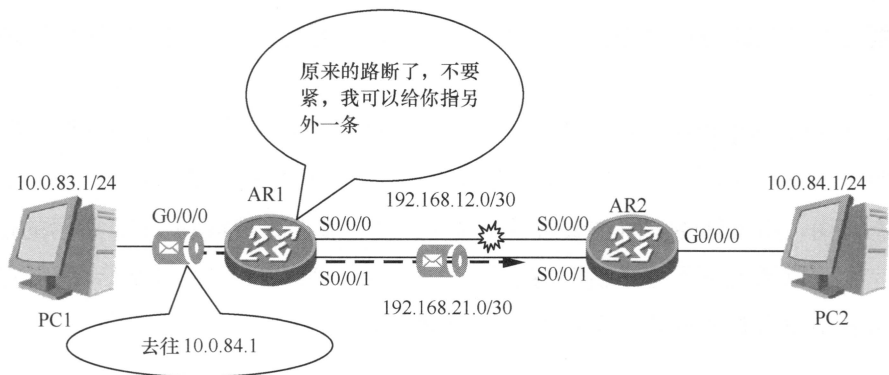 原来的路断了，不要
紧，我可以给你指另
外一条
10.0.83.1/24
AR1
192.168.12.0/30
AR2
10.0.84.1/24
G0/0/0
S0/0/0
S0/0/0
G0/0/0
S0/0/1
S0/0/1
192.168.21.0/30
PC1
PC2
去往 10.0.84.1